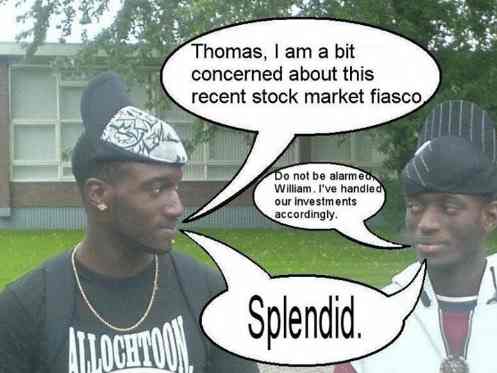 Thomas, I am a bit
concerned about this
recent stock market fiasco.
Do not be alarmed,
William. I've handled
our investments
accordingly.
Splendid.
ALLOCHTOON.